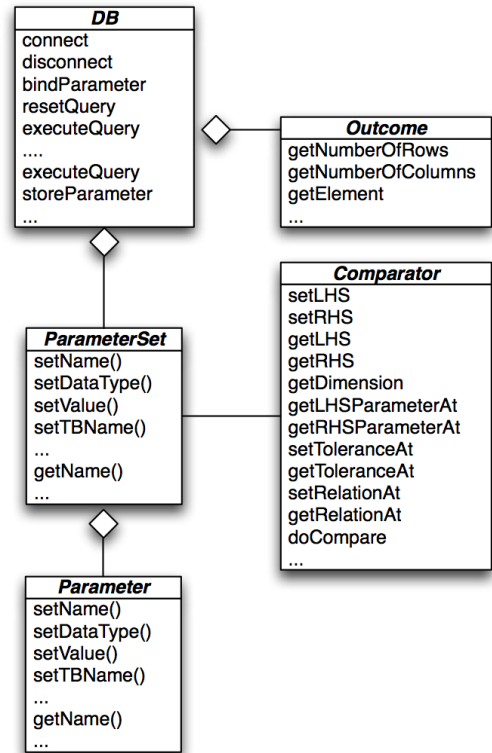 DB
connect
disconnect
bindParameter
resetQuery
executeQuery
....
executeQuery
storeParameter
...
Outcome
getNumberOfRows
getNumberOfColumns
getElement
...
Comparator
setLHS
setRHS
getLHS
getRHS
getDimension
getLHSParameterAt
getRHSParameterAt
setToleranceAt
getToleranceAt
setRelationAt
getRelationAt
doCompare
...
ParameterSet
setName()
setDataType()
setValue()
setTBName()
...
getName()
...
Parameter
setName()
setDataType()
setValue()
setTBName()
...
getName()
...